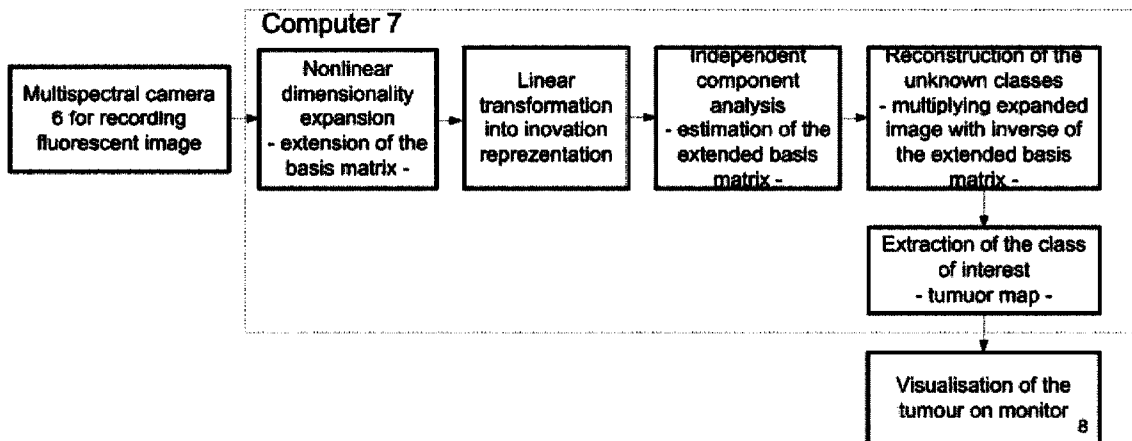 Computer 7
Multispectral camera
6 for recording
fluorescent image
Nonlinear
dimensionality
expansion
- extension of the
basis matrix -
Linear
transformation
into inovation
reprezentation
Independent
component
analysis
- estimation of the
extended basis
matrix -
Reconstruction of the
unknown classes
- multiplying expanded
image with inverse of
the extended basis
matrix -
Extraction of the class
of interest
- tumuor map -
Visualisation of the
tumour on monitor
8